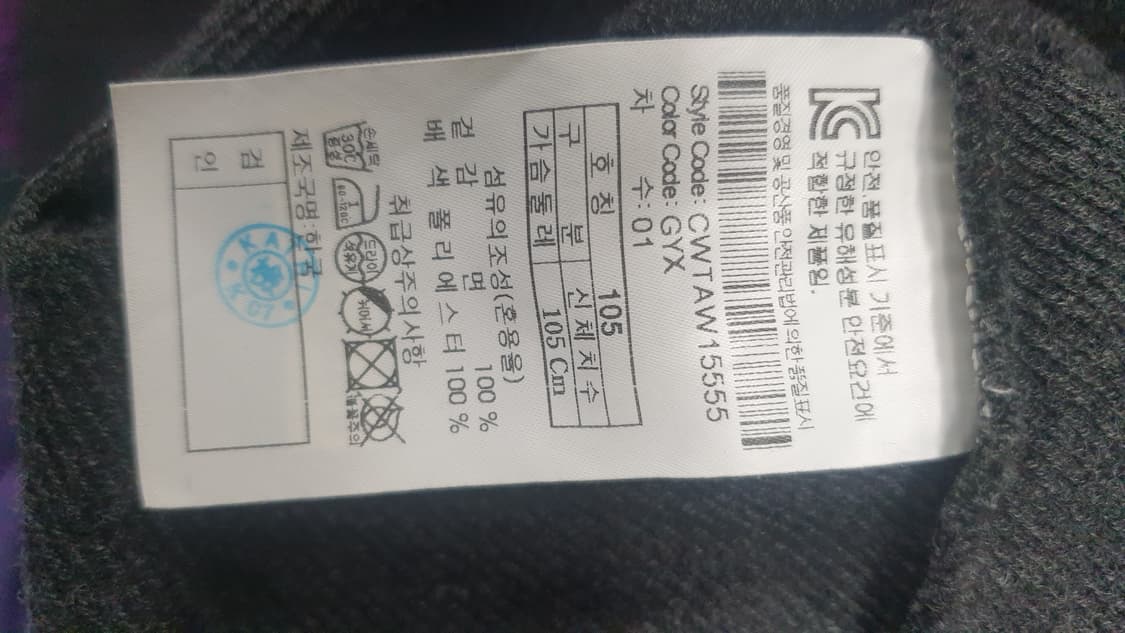 KC 안전 품질표시 기준에서
규정한 유해성분 안전요건에
적합한 제품임.
품질경영 및 공산품안전관리법에 의한 품질표시
Style Code: CWTAW15555
Color Code: GYX
차 수: 01
호 칭 105
구 분 신체치수
가슴둘레 105 Cm
섬유의조성(혼용율)
겉 감 면 100 %
배 색 폴리에스터 100 %
취급상주의사항
손세탁 30℃ 중성
80-120℃
드라이
석유계
제조국명: 한국
검 인
KA
K07